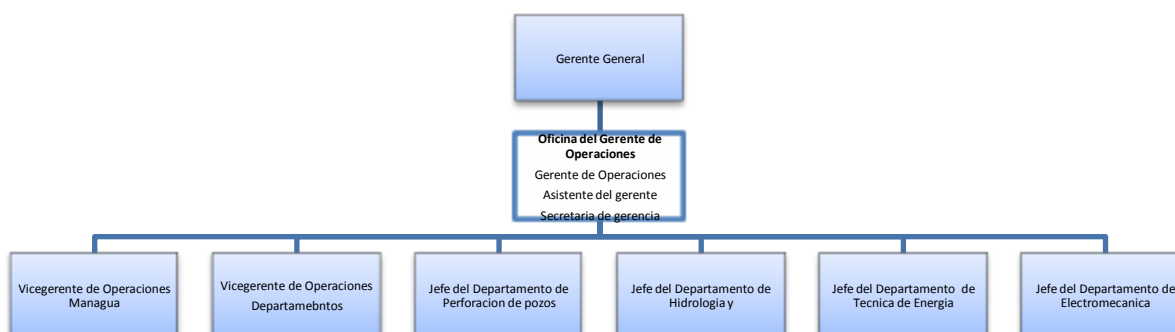 Gerente General
Oficina del Gerente de
Operaciones
Gerente de Operaciones
Asistente del gerente
Secretaria de gerencia
Vicegerente de Operaciones
Managua
Vicegerente de Operaciones
Departamebntos
Jefe del Departamento de
Perforacion de pozos
Jefe del Departamento de
Hidrologia y
Jefe del Departamento de
Tecnica de Energia
Jefe del Departamento de
Electromecanica